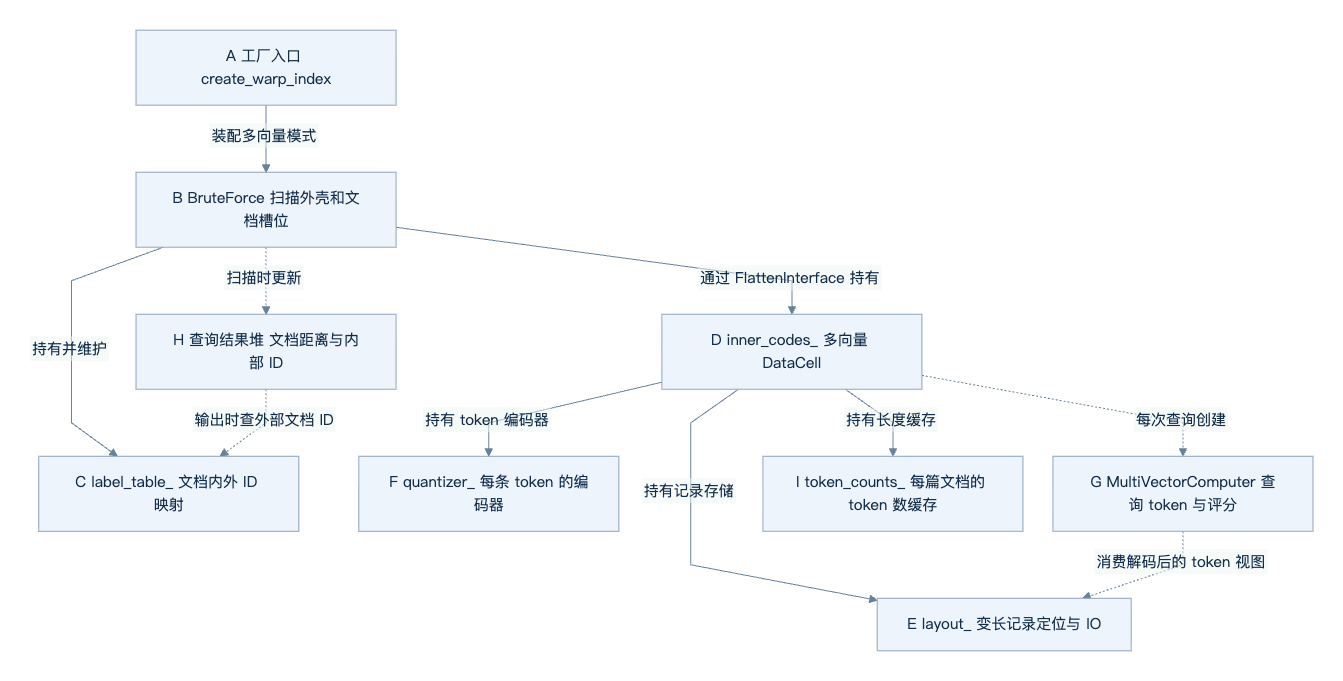 A 工厂入口
create_warp_index
装配多向量模式
B BruteForce 扫描外壳和文
档槽位
扫描时更新
通过 FlattenInterface 持有
持有并维护
H 查询结果堆 文档距离与内
部 ID
D inner_codes_ 多向量
DataCell
输出时查外部文档 ID
持有 token 编码器
持有长度缓存
每次查询创建
C label_table_ 文档内外 ID
映射
F quantizer_ 每条 token 的编
码器
持有记录存储
I token_counts_ 每篇文档的
token 数缓存
G MultiVectorComputer 查
询 token 与评分
消费解码后的 token 视图
E layout_ 变长记录定位与 IO